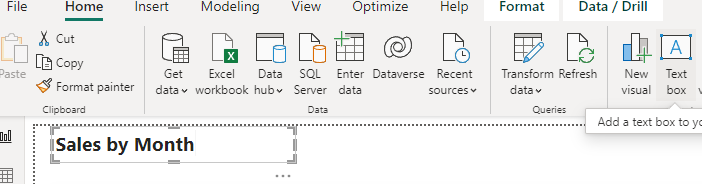 File Home Insert Modeling View Optimize Help Format Data / Drill
Paste
Cut
Copy
Format painter
Clipboard
Get data
Excel workbook
Data hub
SQL Server
Enter data
Dataverse
Recent sources
Data
Transform data
Refresh
Queries
New visual
Text box
Add a text box to yo
Sales by Month